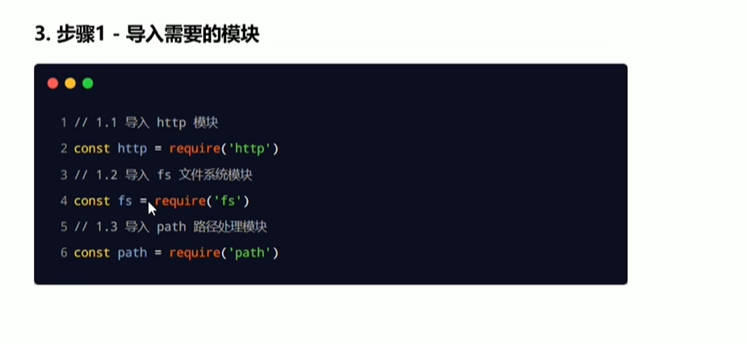 3. 步骤1 - 导入需要的模块
1 // 1.1 导入 http 模块
2 const http = require('http')
3 // 1.2 导入 fs 文件系统模块
4 const fs = require('fs')
5 // 1.3 导入 path 路径处理模块
6 const path = require('path')